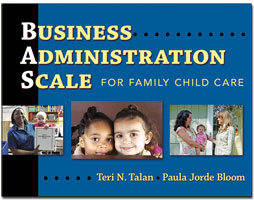 BUSINESS
ADMINISTRATION
SCALE FOR FAMILY CHILD CARE
Teri N. Talan • Paula Jorde Bloom